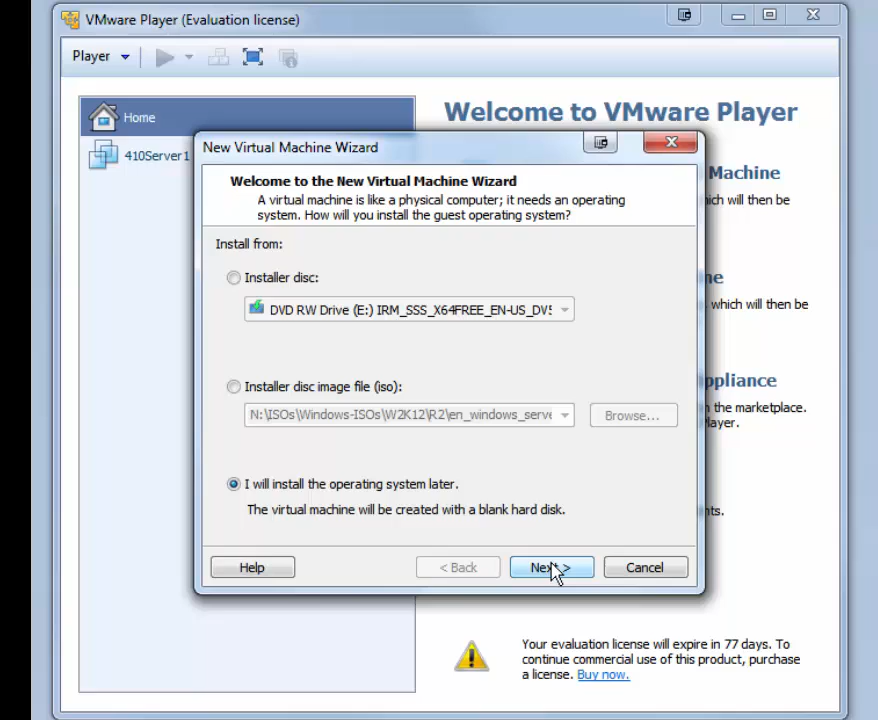 VMware Player (Evaluation license)
Player
Home
410Server1
Welcome to VMware Player
Machine
which will then be
ne
which will then be
ppliance
n the marketplace.
Player.
nts.
New Virtual Machine Wizard
Welcome to the New Virtual Machine Wizard
A virtual machine is like a physical computer; it needs an operating
system. How will you install the guest operating system?
Install from:
Installer disc:
DVD RW Drive (E:) IRM_SSS_X64FREE_EN-US_DV5
Installer disc image file (iso):
N:\ISOs\Windows-ISOs\W2K12\R2\en_windows_serve
Browse...
I will install the operating system later.
The virtual machine will be created with a blank hard disk.
Help
< Back
Next >
Cancel
Your evaluation license will expire in 77 days. To
continue commercial use of this product, purchase
a license. Buy now.